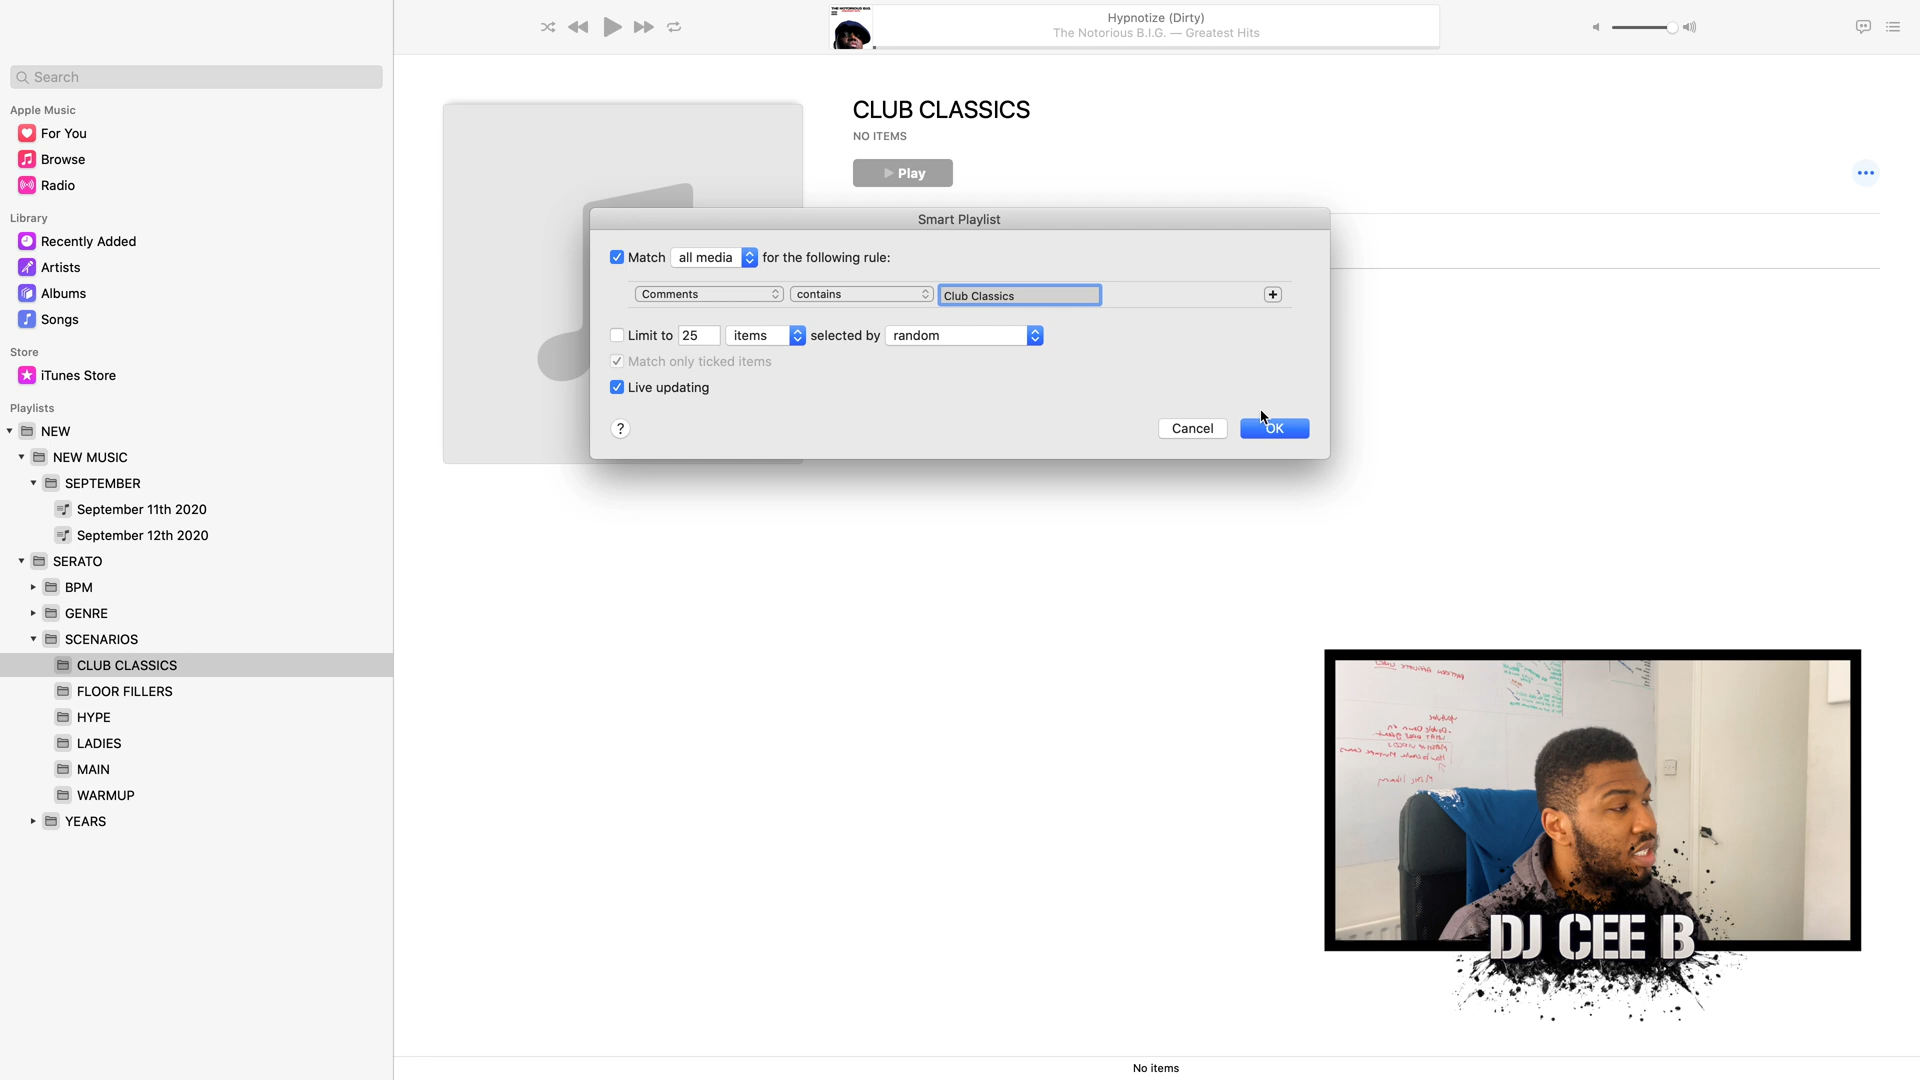 Hypnotize (Dirty)
The Notorious B.I.G. — Greatest Hits
Search
Apple Music
For You
Browse
Radio
Library
Recently Added
Artists
Albums
Songs
Store
iTunes Store
Playlists
NEW
NEW MUSIC
SEPTEMBER
September 11th 2020
September 12th 2020
SERATO
BPM
GENRE
SCENARIOS
CLUB CLASSICS
FLOOR FILLERS
HYPE
LADIES
MAIN
WARMUP
YEARS
CLUB CLASSICS
NO ITEMS
Play
Smart Playlist
Match all media for the following rule:
Comments contains Club Classics
Limit to 25 items selected by random
Match only ticked items
Live updating
? Cancel OK
DJ CEE B
No items